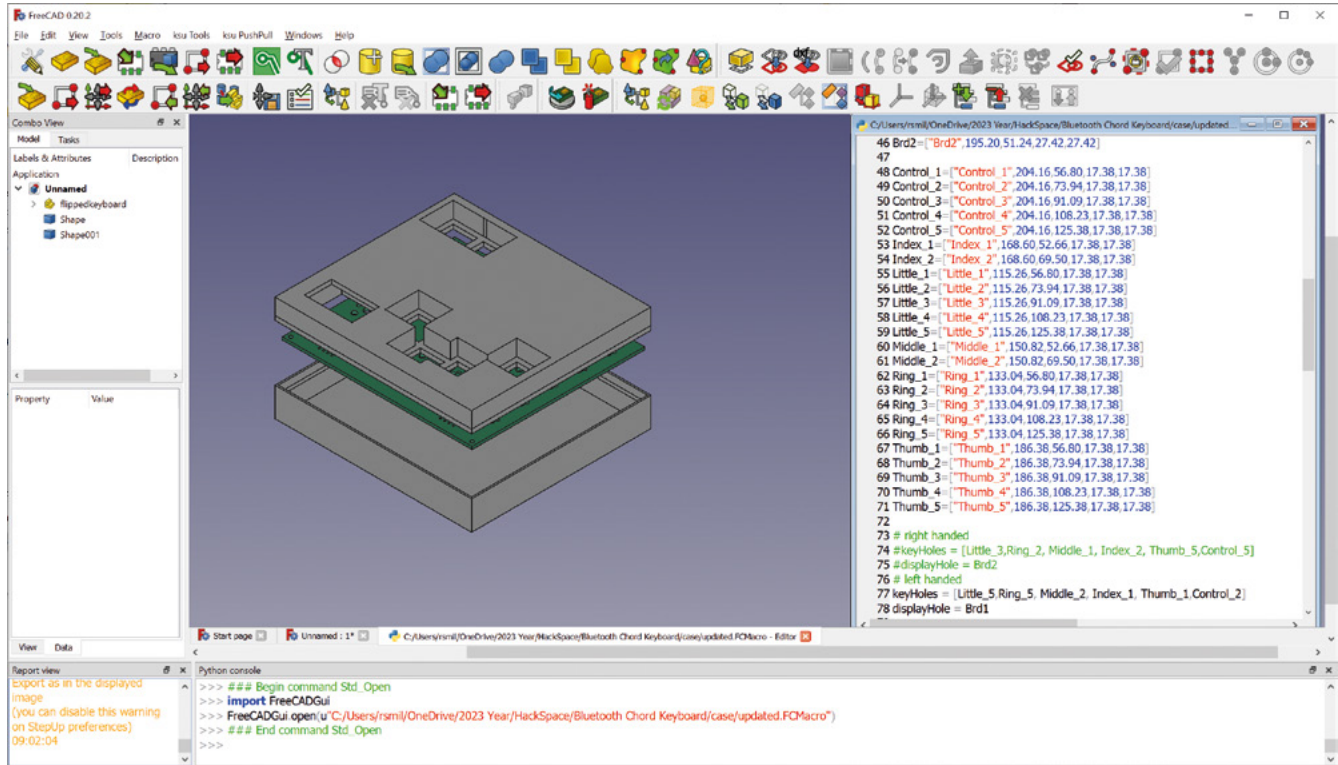 FreeCAD 0.20.2
File Edit View Tools Macro ksu Tools ksu PushPull Windows Help
Combo View
Model Tasks
Labels & Attributes Description
Application
Unnamed
flippedkeyboard
Shape
Shape001
Property Value
View Data
C:/Users/rsmil/OneDrive/2023 Year/HackSpace/Bluetooth Chord Keyboard/case/updated....
46 Brd2=["Brd2",195.20,51.24,27.42,27.42]
47
48 Control_1=["Control_1",204.16,56.80,17.38,17.38]
49 Control_2=["Control_2",204.16,73.94,17.38,17.38]
50 Control_3=["Control_3",204.16,91.09,17.38,17.38]
51 Control_4=["Control_4",204.16,108.23,17.38,17.38]
52 Control_5=["Control_5",204.16,125.38,17.38,17.38]
53 Index_1=["Index_1",168.60,52.66,17.38,17.38]
54 Index_2=["Index_2",168.60,69.50,17.38,17.38]
55 Little_1=["Little_1",115.26,56.80,17.38,17.38]
56 Little_2=["Little_2",115.26,73.94,17.38,17.38]
57 Little_3=["Little_3",115.26,91.09,17.38,17.38]
58 Little_4=["Little_4",115.26,108.23,17.38,17.38]
59 Little_5=["Little_5",115.26,125.38,17.38,17.38]
60 Middle_1=["Middle_1",150.82,52.66,17.38,17.38]
61 Middle_2=["Middle_2",150.82,69.50,17.38,17.38]
62 Ring_1=["Ring_1",133.04,56.80,17.38,17.38]
63 Ring_2=["Ring_2",133.04,73.94,17.38,17.38]
64 Ring_3=["Ring_3",133.04,91.09,17.38,17.38]
65 Ring_4=["Ring_4",133.04,108.23,17.38,17.38]
66 Ring_5=["Ring_5",133.04,125.38,17.38,17.38]
67 Thumb_1=["Thumb_1",186.38,56.80,17.38,17.38]
68 Thumb_2=["Thumb_2",186.38,73.94,17.38,17.38]
69 Thumb_3=["Thumb_3",186.38,91.09,17.38,17.38]
70 Thumb_4=["Thumb_4",186.38,108.23,17.38,17.38]
71 Thumb_5=["Thumb_5",186.38,125.38,17.38,17.38]
72
73 # right handed
74 #keyHoles = [Little_3,Ring_2, Middle_1, Index_2, Thumb_5,Control_5]
75 #displayHole = Brd2
76 # left handed
77 keyHoles = [Little_5,Ring_5, Middle_2, Index_1, Thumb_1,Control_2]
78 displayHole = Brd1
Start page
Unnamed : 1*
C:/Users/rsmil/OneDrive/2023 Year/HackSpace/Bluetooth Chord Keyboard/case/updated.FCMacro - Editor
Report view
Export as in the displayed
image
(you can disable this warning
on StepUp preferences)
09:02:04
Python console
>>> ### Begin command Std_Open
>>> import FreeCADGui
>>> FreeCADGui.open(u"C:/Users/rsmil/OneDrive/2023 Year/HackSpace/Bluetooth Chord Keyboard/case/updated.FCMacro")
>>> ### End command Std_Open
>>>